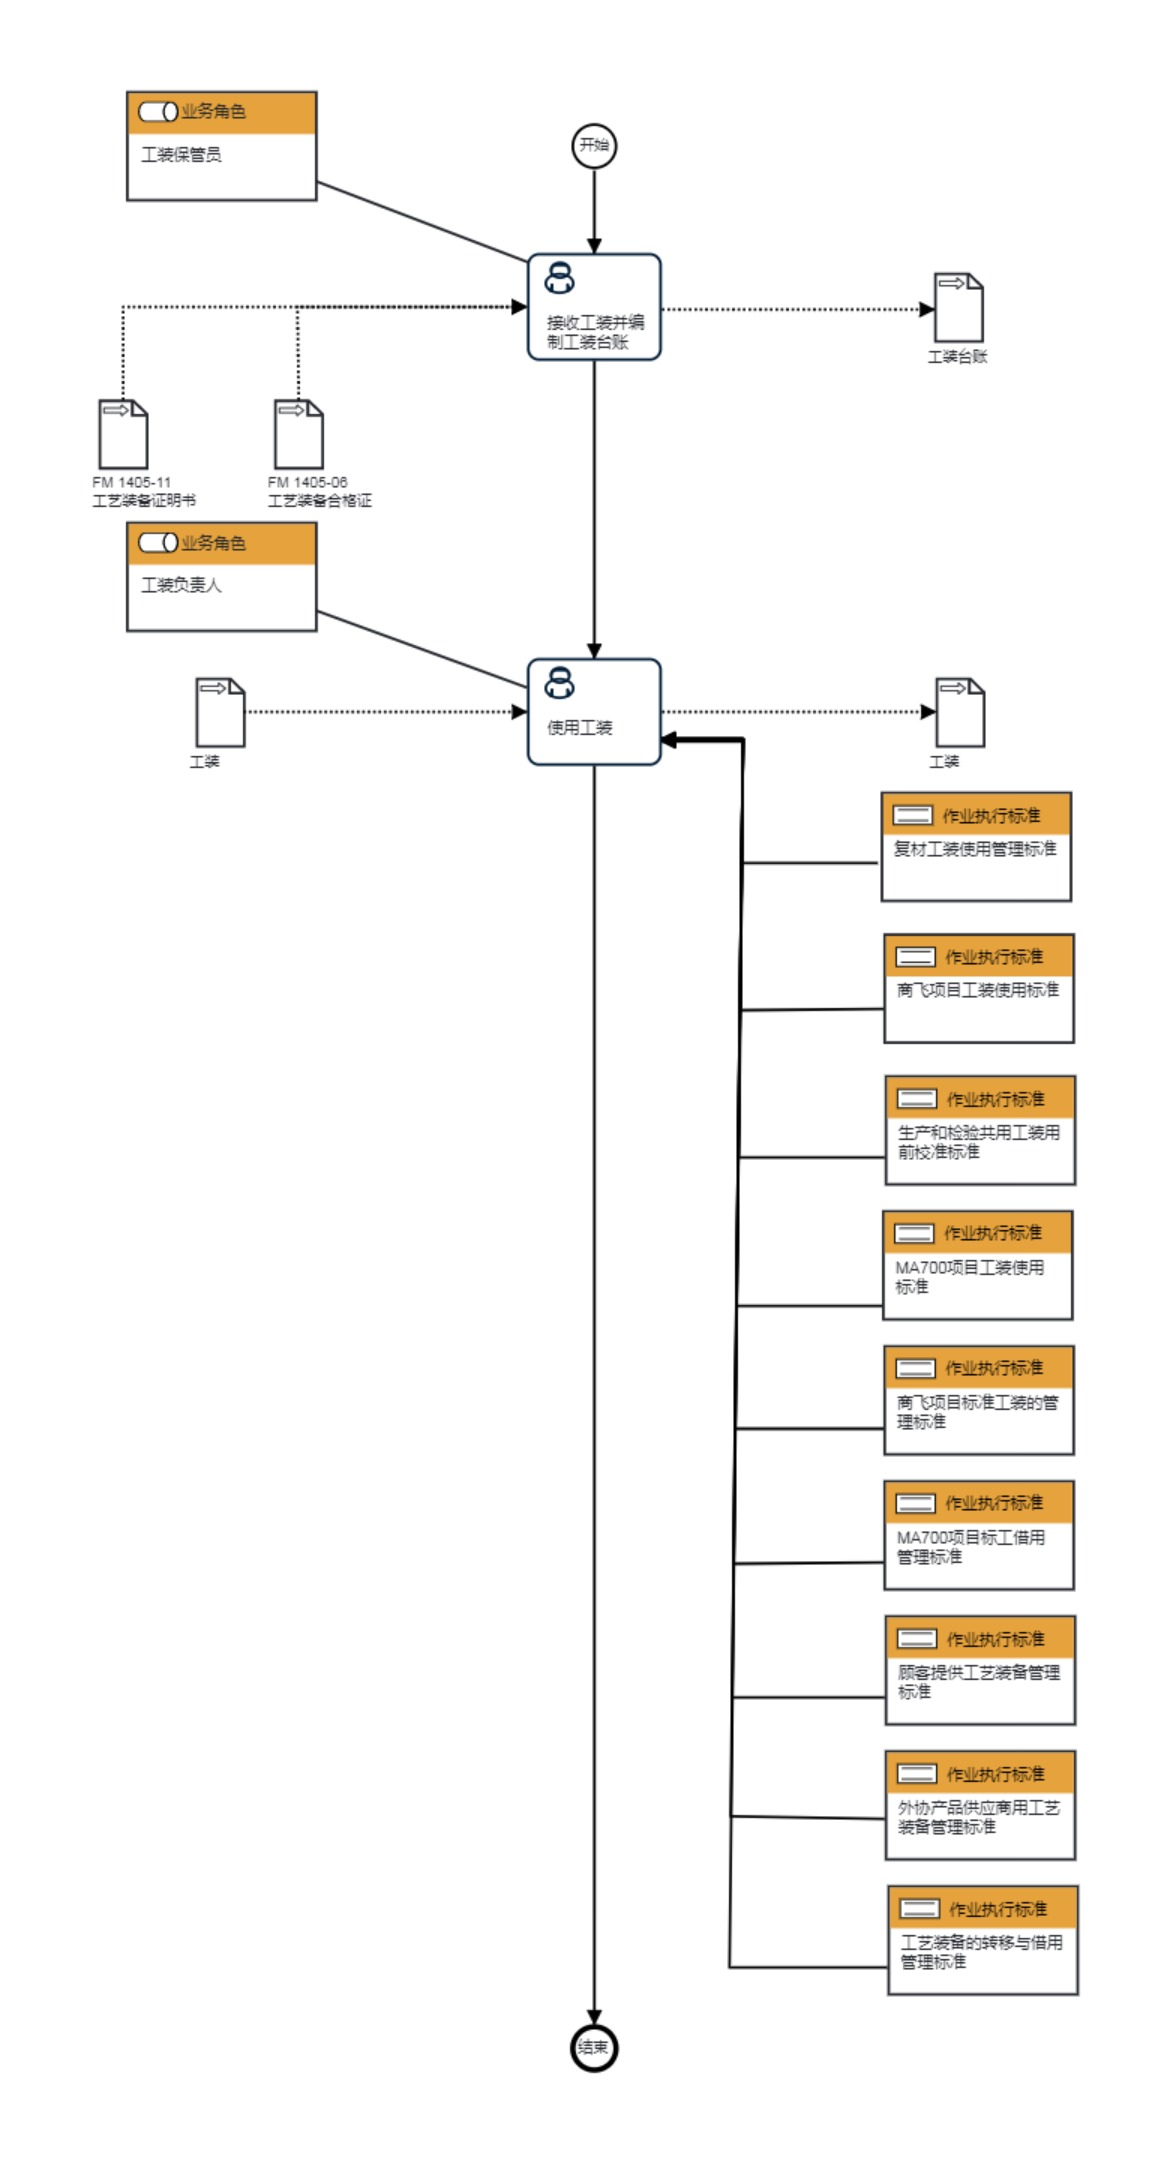 业务角色
工装保管员
开始
接收工装并编
制工装台账
工装台账
FM 1405-11
工艺装备证明书
FM 1405-06
工艺装备合格证
业务角色
工装负责人
使用工装
工装
工装
作业执行标准
复材工装使用管理标准
作业执行标准
商飞项目工装使用标准
作业执行标准
生产和检验共用工装用
前校准标准
作业执行标准
MA700项目工装使用
标准
作业执行标准
商飞项目标准工装的管
理标准
作业执行标准
MA700项目标工借用
管理标准
作业执行标准
顾客提供工艺装备管理
标准
作业执行标准
外协产品供应商用工艺
装备管理标准
作业执行标准
工艺装备的转移与借用
管理标准
结束